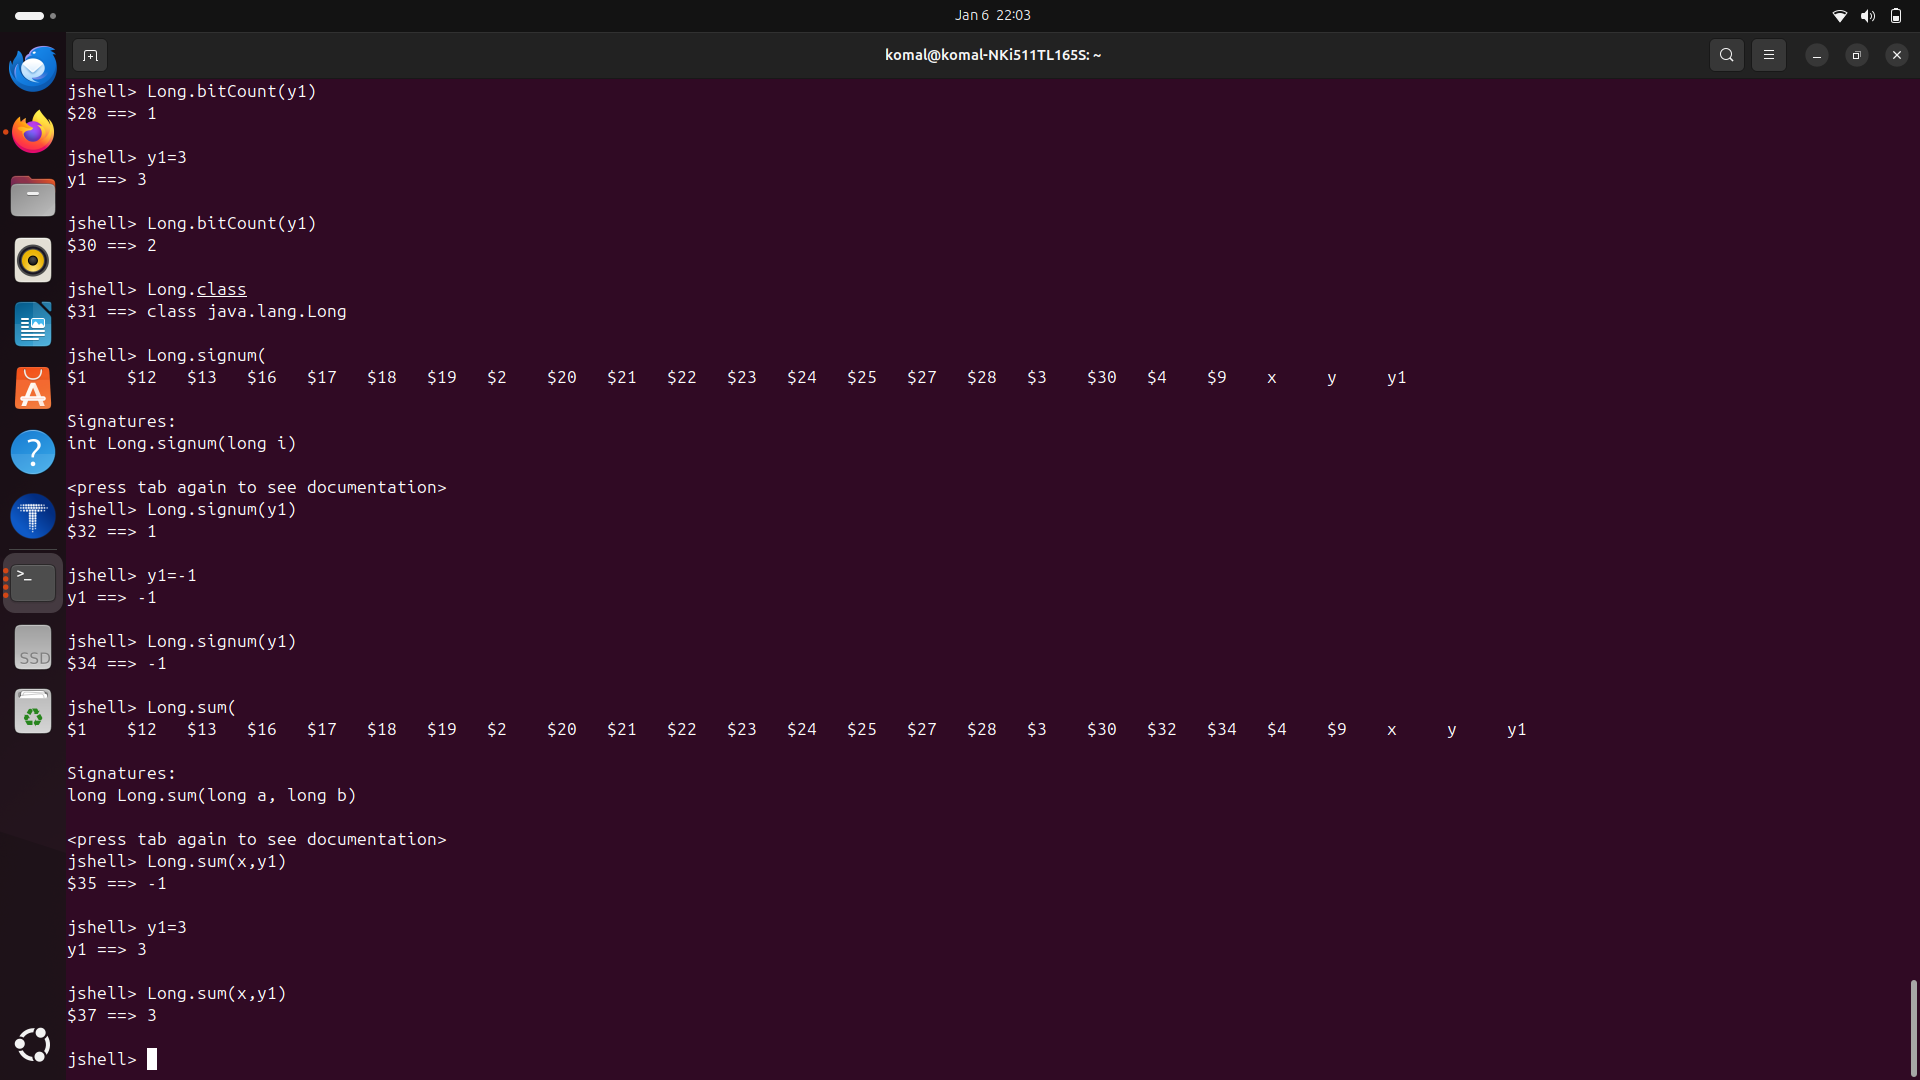 Jan 6 22:03
komal@komal-NKi511TL165S: ~
jshell> Long.bitCount(y1)
$28 ==> 1
jshell> y1=3
y1 ==> 3
jshell> Long.bitCount(y1)
$30 ==> 2
jshell> Long.class
$31 ==> class java.lang.Long
jshell> Long.signum(
$1 $12 $13 $16 $17 $18 $19 $2 $20 $21 $22 $23 $24 $25 $27 $28 $3 $30 $4 $9 x y y1
Signatures:
int Long.signum(long i)
<press tab again to see documentation>
jshell> Long.signum(y1)
$32 ==> 1
jshell> y1=-1
y1 ==> -1
jshell> Long.signum(y1)
$34 ==> -1
jshell> Long.sum(
$1 $12 $13 $16 $17 $18 $19 $2 $20 $21 $22 $23 $24 $25 $27 $28 $3 $30 $32 $34 $4 $9 x y y1
Signatures:
long Long.sum(long a, long b)
<press tab again to see documentation>
jshell> Long.sum(x,y1)
$35 ==> -1
jshell> y1=3
y1 ==> 3
jshell> Long.sum(x,y1)
$37 ==> 3
jshell>
SSD